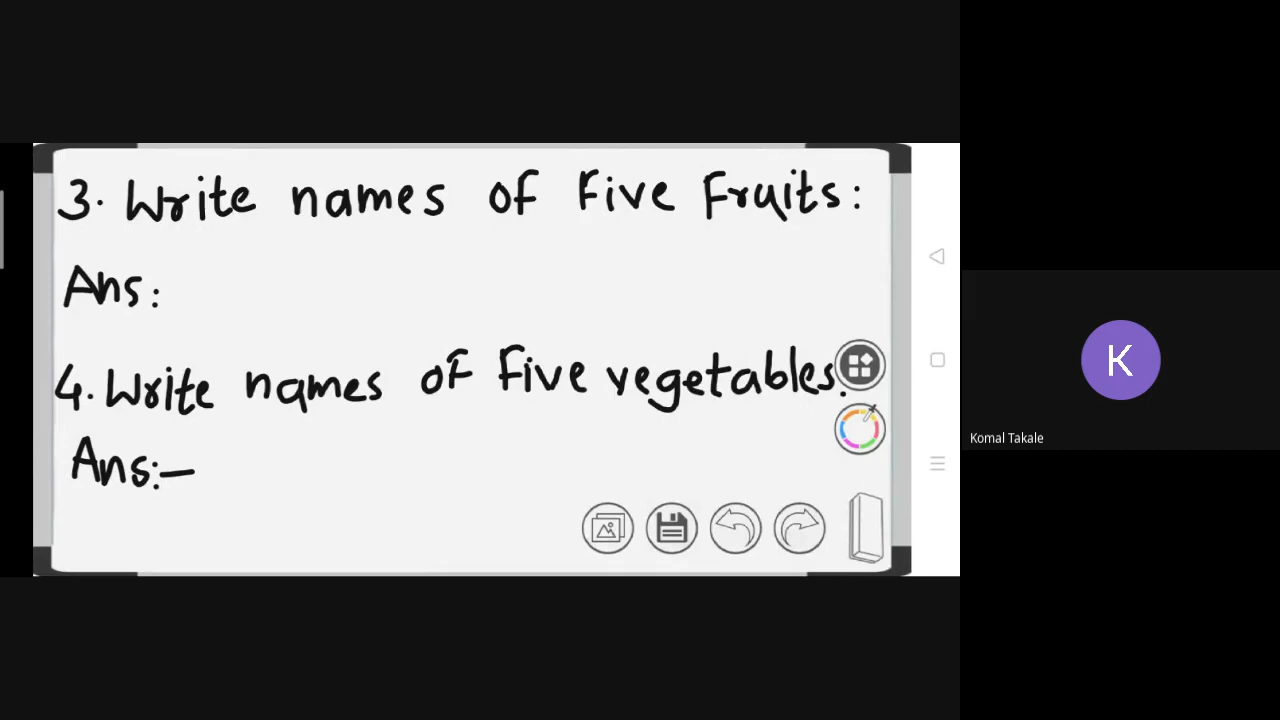 3. Write names of Five Fruits:
Ans:
4. Write names of Five vegetables.
Ans:-
K
Komal Takale